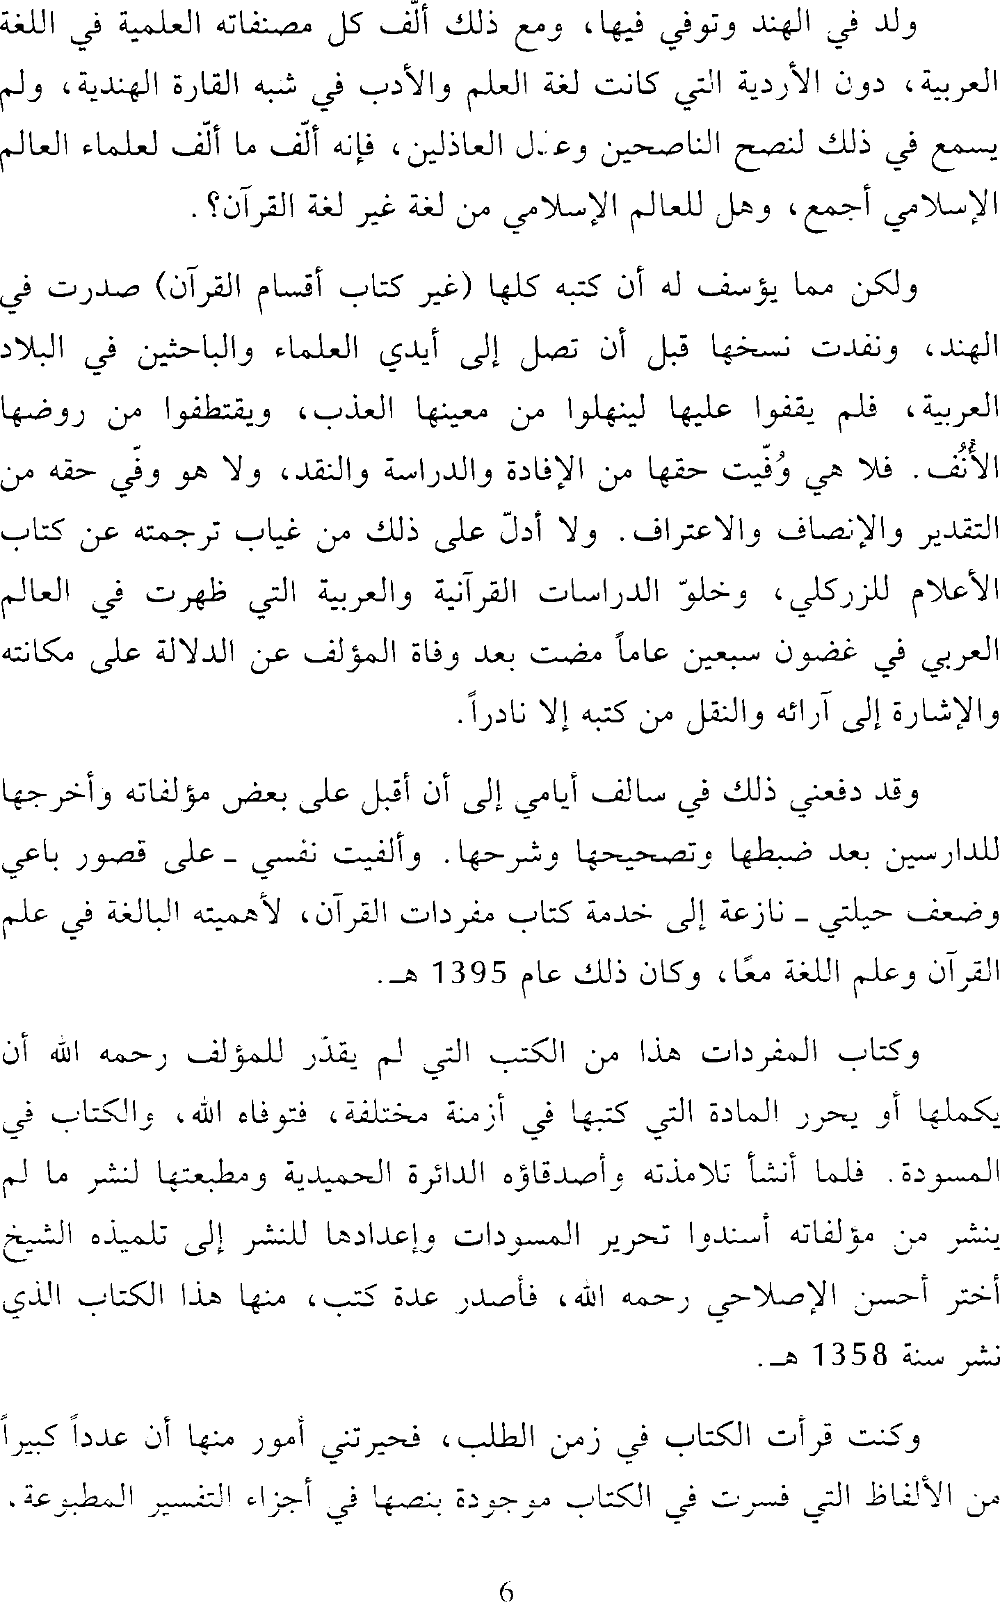 ولد في الهند وتوفي فيها، ومع ذلك ألّف كل مصنفاته العلمية في اللغة
العربية، دون الأردية التي كانت لغة العلم والأدب في شبه القارة الهندية، ولم
يسمع في ذلك لنصح الناصحين وعذل العاذلين، فإنه ألّف ما ألّف لعلماء العالم
الإسلامي أجمع، وهل للعالم الإسلامي من لغة غير لغة القرآن؟.
ولكن مما يؤسف له أن كتبه كلها (غير كتاب أقسام القرآن) صدرت في
الهند، ونفدت نسخها قبل أن تصل إلى أيدي العلماء والباحثين في البلاد
العربية، فلم يقفوا عليها لينهلوا من معينها العذب، ويقتطفوا من روضها
الأُنُف. فلا هي وُفّيت حقها من الإفادة والدراسة والنقد، ولا هو وفّي حقه من
التقدير والإنصاف والاعتراف. ولا أدلّ على ذلك من غياب ترجمته عن كتاب
الأعلام للزركلي، وخلوّ الدراسات القرآنية والعربية التي ظهرت في العالم
العربي في غضون سبعين عاماً مضت بعد وفاة المؤلف عن الدلالة على مكانته
والإشارة إلى آرائه والنقل من كتبه إلا نادراً.
وقد دفعني ذلك في سالف أيامي إلى أن أقبل على بعض مؤلفاته وأخرجها
للدارسين بعد ضبطها وتصحيحها وشرحها. وألفيت نفسي - على قصور باعي
وضعف حيلتي - نازعة إلى خدمة كتاب مفردات القرآن، لأهميته البالغة في علم
القرآن وعلم اللغة معًا، وكان ذلك عام 1395 هـ.
وكتاب المفردات هذا من الكتب التي لم يقدّر للمؤلف رحمه الله أن
يكملها أو يحرر المادة التي كتبها في أزمنة مختلفة، فتوفاه الله، والكتاب في
المسودة. فلما أنشأ تلامذته وأصدقاؤه الدائرة الحميدية ومطبعتها لنشر ما لم
ينشر من مؤلفاته أسندوا تحرير المسودات وإعدادها للنشر إلى تلميذه الشيخ
أختر أحسن الإصلاحي رحمه الله، فأصدر عدة كتب، منها هذا الكتاب الذي
نشر سنة 1358 هـ.
وكنت قرأت الكتاب في زمن الطلب، فحيرتني أمور منها أن عدداً كبيراً
من الألفاظ التي فسرت في الكتاب موجودة بنصها في أجزاء التفسير المطبوعة.
6